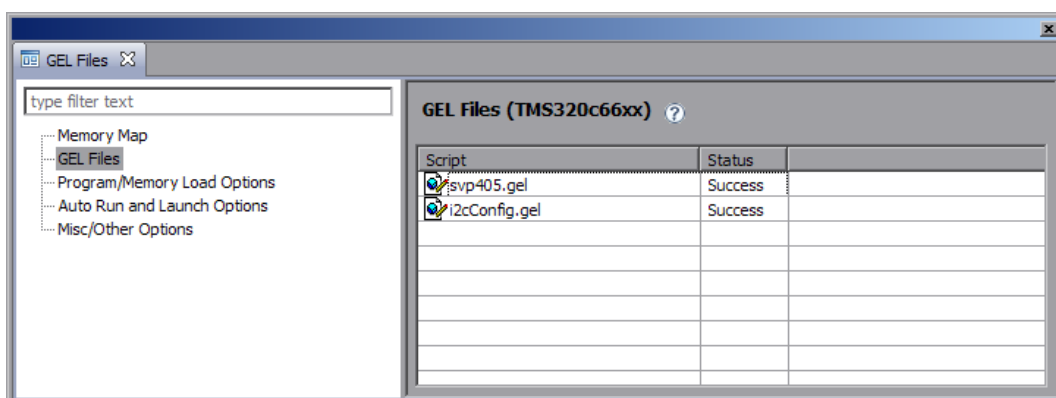 GEL Files
type filter text
Memory Map
GEL Files
Program/Memory Load Options
Auto Run and Launch Options
Misc/Other Options
GEL Files (TMS320c66xx)
Script Status
svp405.gel Success
i2cConfig.gel Success